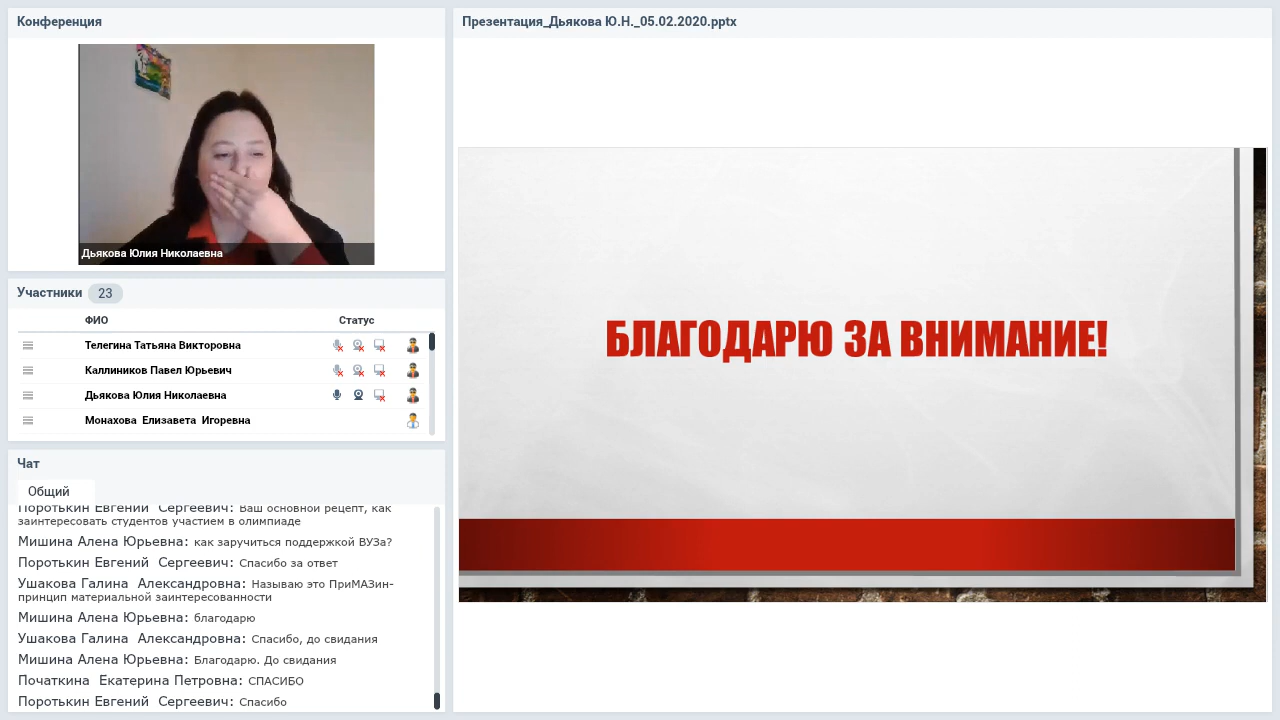 Конференция
Дьякова Юлия Николаевна
Участники 23
ФИО Статус
Телегина Татьяна Викторовна
Каллиников Павел Юрьевич
Дьякова Юлия Николаевна
Монахова Елизавета Игоревна
Чат
Общий
Поротькин Евгений Сергеевич: Ваш основной рецепт, как
заинтересовать студентов участием в олимпиаде
Мишина Алена Юрьевна: как заручиться поддержкой ВУЗа?
Поротькин Евгений Сергеевич: Спасибо за ответ
Ушакова Галина Александровна: Называю это ПриМАЗин-
принцип материальной заинтересованности
Мишина Алена Юрьевна: благодарю
Ушакова Галина Александровна: Спасибо, до свидания
Мишина Алена Юрьевна: Благодарю. До свидания
Початкина Екатерина Петровна: СПАСИБО
Поротькин Евгений Сергеевич: Спасибо
Презентация_Дьякова Ю.Н._05.02.2020.pptx
БЛАГОДАРЮ ЗА ВНИМАНИЕ!